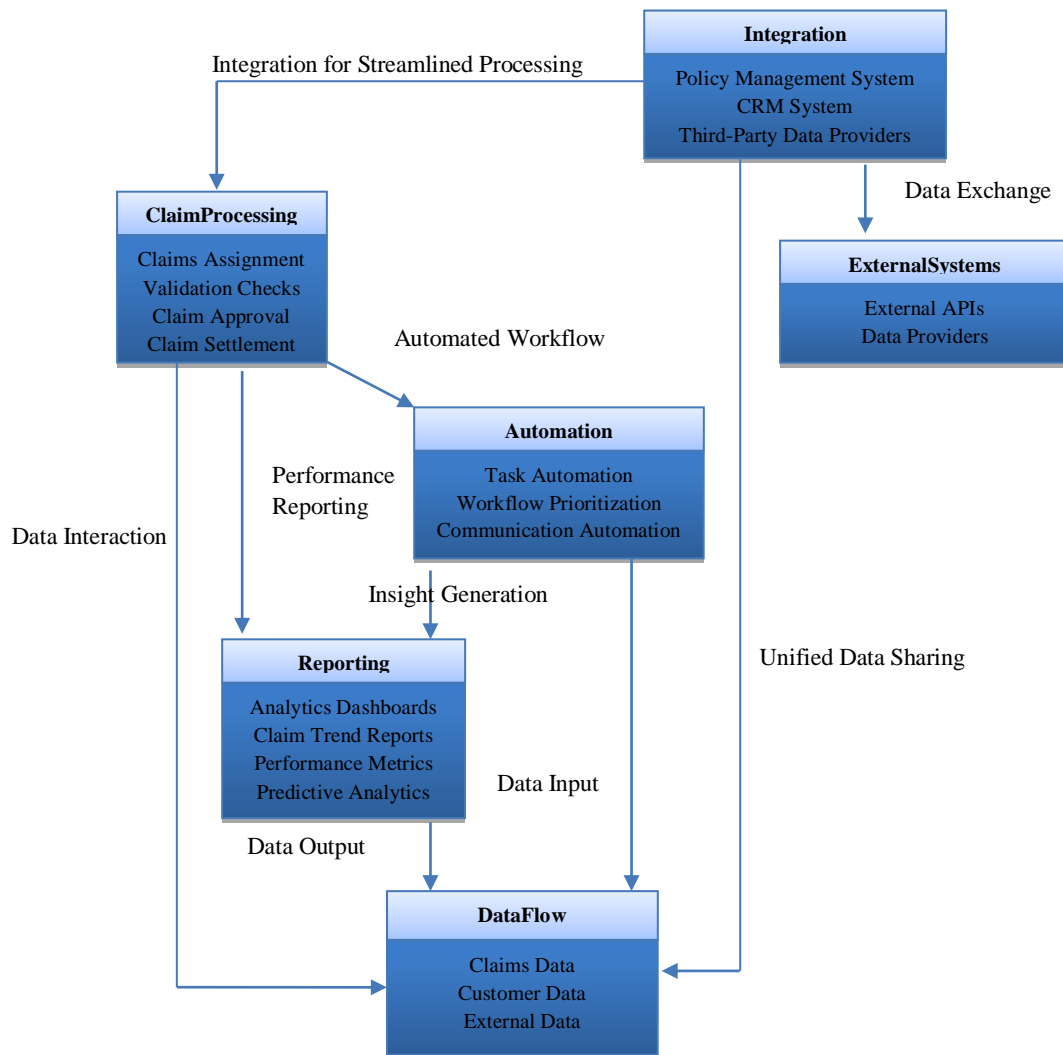 Integration
Integration for Streamlined Processing
Policy Management System
CRM System
Third-Party Data Providers
Data Exchange
ClaimProcessing
Claims Assignment
Validation Checks
Claim Approval
Claim Settlement
ExternalSystems
External APIs
Data Providers
Automated Workflow
Automation
Task Automation
Workflow Prioritization
Communication Automation
Performance
Reporting
Data Interaction
Insight Generation
Unified Data Sharing
Reporting
Analytics Dashboards
Claim Trend Reports
Performance Metrics
Predictive Analytics
Data Input
Data Output
DataFlow
Claims Data
Customer Data
External Data